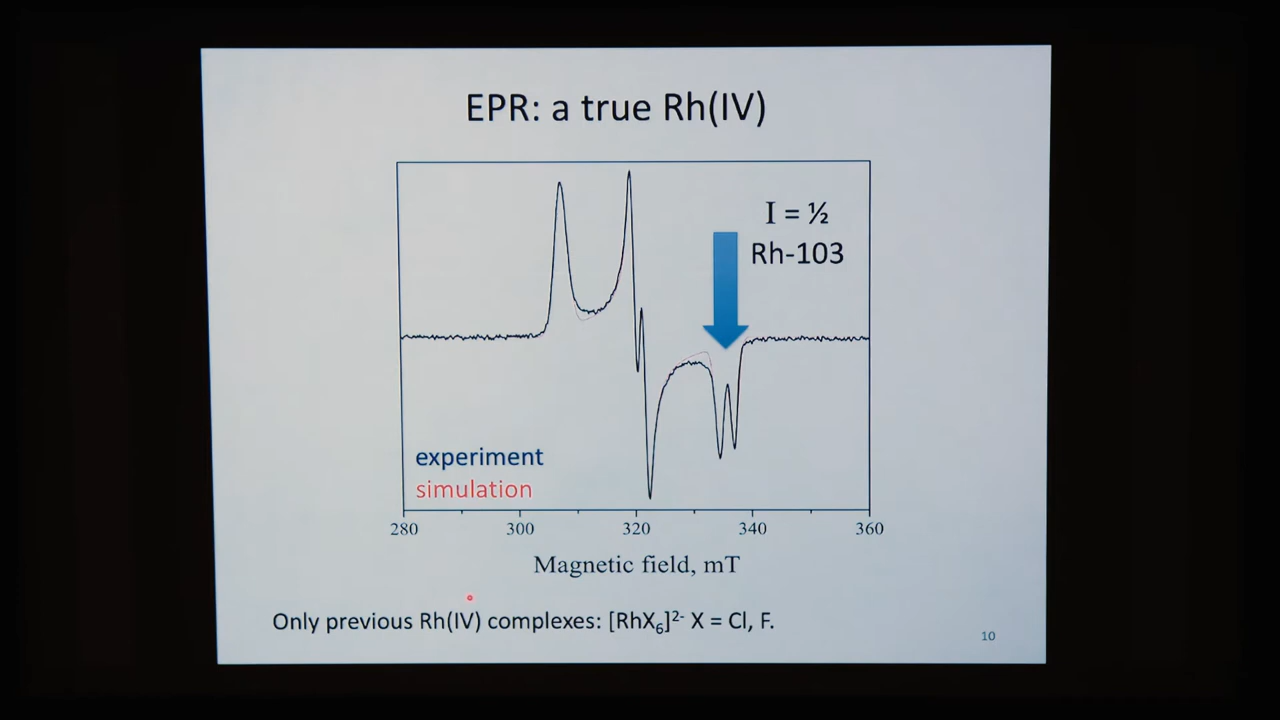 EPR: a true Rh(IV)
I = ½
Rh-103
experiment
simulation
280 300 320 340 360
Magnetic field, mT
Only previous Rh(IV) complexes: [RhX₆]²⁻ X = Cl, F.
10